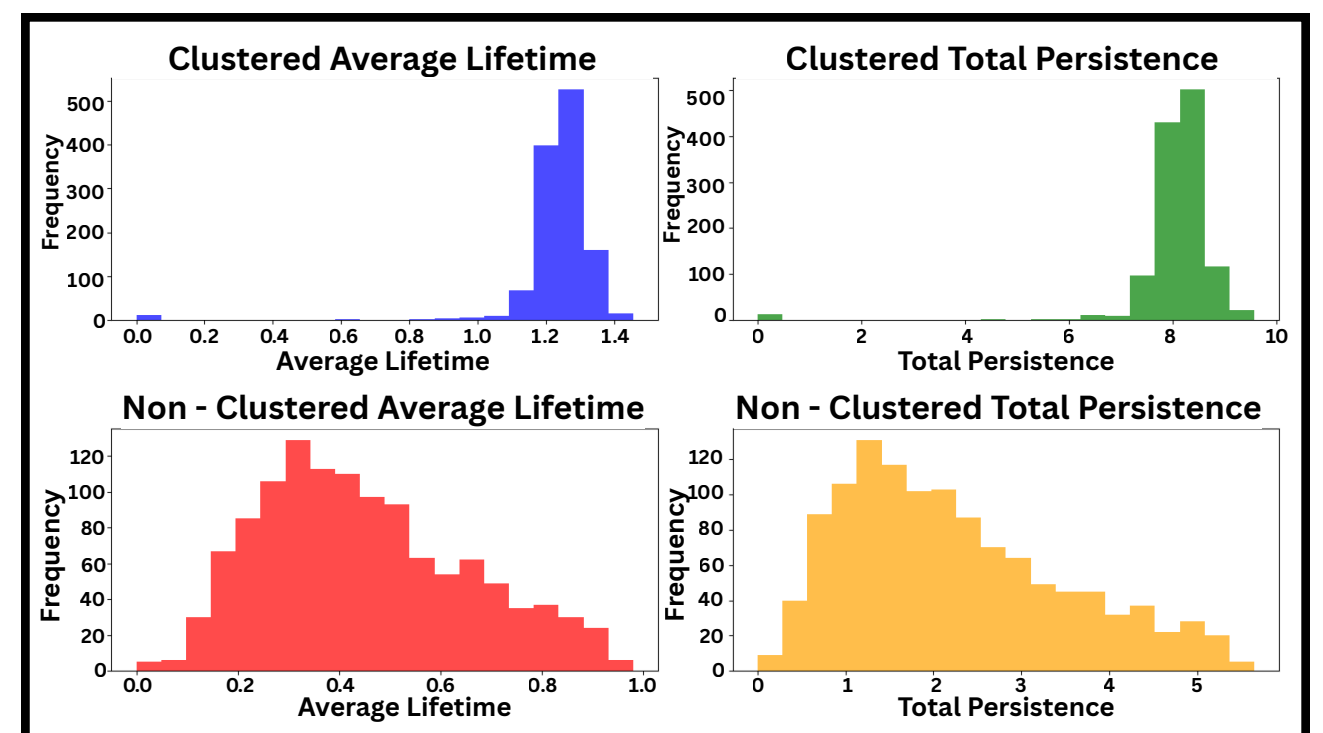 Clustered Average Lifetime
Frequency
500
400
300
200
100
0
0.0 0.2 0.4 0.6 0.8 1.0 1.2 1.4
Average Lifetime
Clustered Total Persistence
Frequency
500
400
300
200
100
0
0 2 4 6 8 10
Total Persistence
Non - Clustered Average Lifetime
Frequency
120
100
80
60
40
20
0
0.0 0.2 0.4 0.6 0.8 1.0
Average Lifetime
Non - Clustered Total Persistence
Frequency
120
100
80
60
40
20
0
0 1 2 3 4 5
Total Persistence